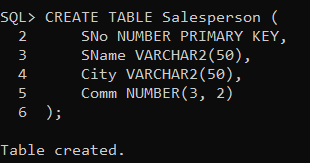 SQL> CREATE TABLE Salesperson (
  2      SNo NUMBER PRIMARY KEY,
  3      SName VARCHAR2(50),
  4      City VARCHAR2(50),
  5      Comm NUMBER(3, 2)
  6  );

Table created.